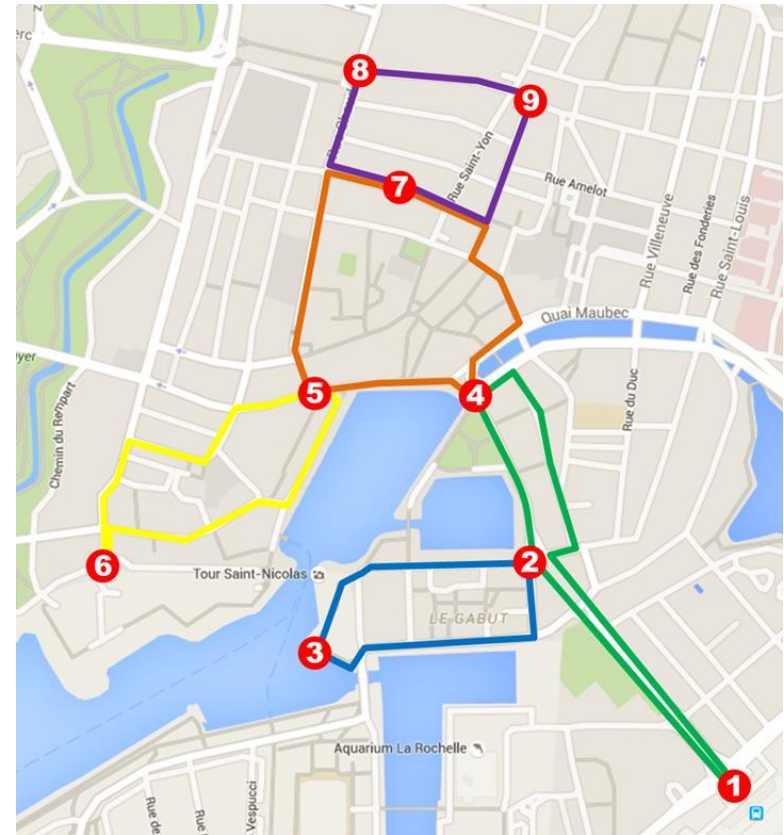 8
9
7
Rue Saint-Yon
Rue Amelot
Rue Villeneuve
Rue des Fonderies
Rue Saint-Louis
Quai Maubec
5
4
Rue du Duc
Chemin du Rempart
6
2
Tour Saint-Nicolas
LE GABUT
3
Aquarium La Rochelle
1
Rue de
Vespucci